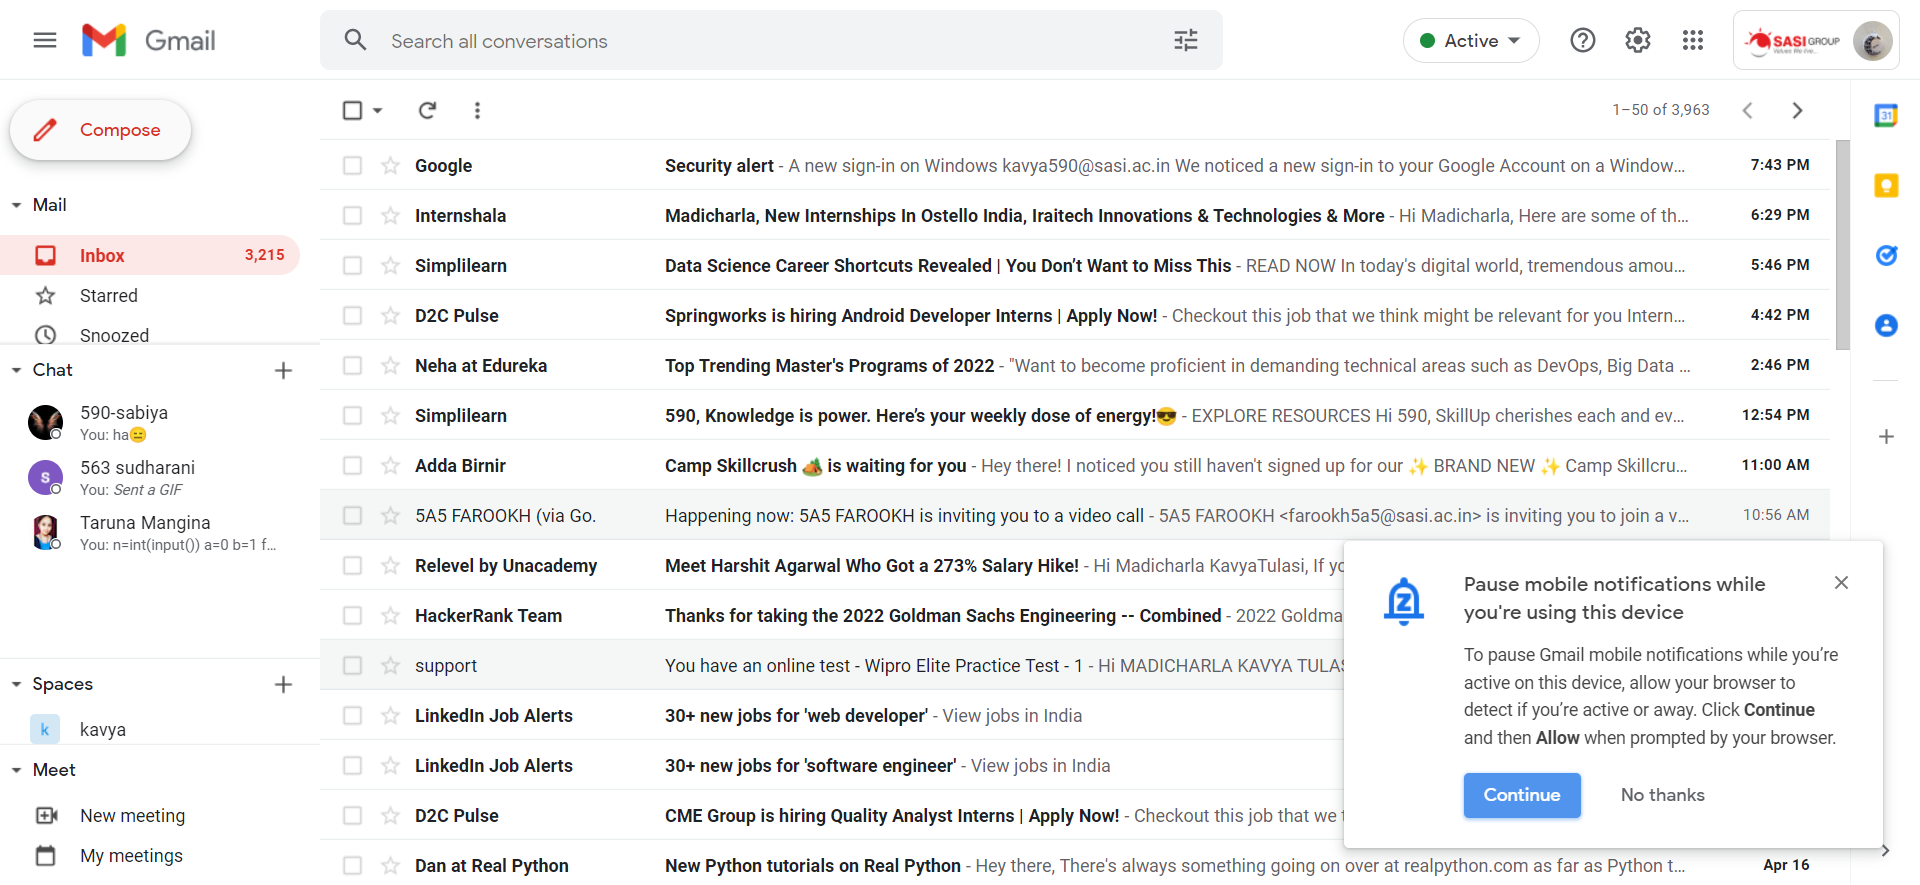 Gmail
Search all conversations
Active
SASI GROUP
Compose
1–50 of 3,963
Mail
Inbox 3,215
Starred
Snoozed
Chat
590-sabiya
You: ha😑
S
563 sudharani
You: Sent a GIF
Taruna Mangina
You: n=int(input()) a=0 b=1 f...
Spaces
k kavya
Meet
New meeting
My meetings
Google Security alert - A new sign-in on Windows kavya590@sasi.ac.in We noticed a new sign-in to your Google Account on a Window... 7:43 PM
Internshala Madicharla, New Internships In Ostello India, Iraitech Innovations & Technologies & More - Hi Madicharla, Here are some of th... 6:29 PM
Simplilearn Data Science Career Shortcuts Revealed | You Don’t Want to Miss This - READ NOW In today's digital world, tremendous amou... 5:46 PM
D2C Pulse Springworks is hiring Android Developer Interns | Apply Now! - Checkout this job that we think might be relevant for you Intern... 4:42 PM
Neha at Edureka Top Trending Master's Programs of 2022 - "Want to become proficient in demanding technical areas such as DevOps, Big Data ... 2:46 PM
Simplilearn 590, Knowledge is power. Here’s your weekly dose of energy!😎 - EXPLORE RESOURCES Hi 590, SkillUp cherishes each and ev... 12:54 PM
Adda Birnir Camp Skillcrush 🏕️ is waiting for you - Hey there! I noticed you still haven't signed up for our ✨ BRAND NEW ✨ Camp Skillcru... 11:00 AM
5A5 FAROOKH (via Go. Happening now: 5A5 FAROOKH is inviting you to a video call - 5A5 FAROOKH <farookh5a5@sasi.ac.in> is inviting you to join a v... 10:56 AM
Relevel by Unacademy Meet Harshit Agarwal Who Got a 273% Salary Hike! - Hi Madicharla KavyaTulasi, If yo
HackerRank Team Thanks for taking the 2022 Goldman Sachs Engineering -- Combined - 2022 Goldma
support You have an online test - Wipro Elite Practice Test - 1 - Hi MADICHARLA KAVYA TULAS
LinkedIn Job Alerts 30+ new jobs for 'web developer' - View jobs in India
LinkedIn Job Alerts 30+ new jobs for 'software engineer' - View jobs in India
D2C Pulse CME Group is hiring Quality Analyst Interns | Apply Now! - Checkout this job that we t
Dan at Real Python New Python tutorials on Real Python - Hey there, There's always something going on over at realpython.com as far as Python t... Apr 16
Pause mobile notifications while
you're using this device
To pause Gmail mobile notifications while you’re
active on this device, allow your browser to
detect if you’re active or away. Click Continue
and then Allow when prompted by your browser.
Continue No thanks
31